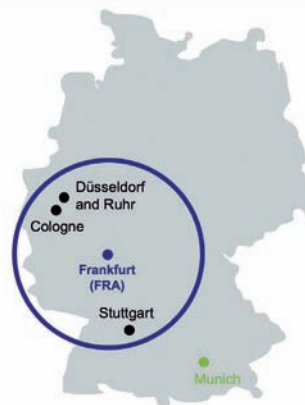 Düsseldorf
and Ruhr
Cologne
Frankfurt
(FRA)
Stuttgart
Munich